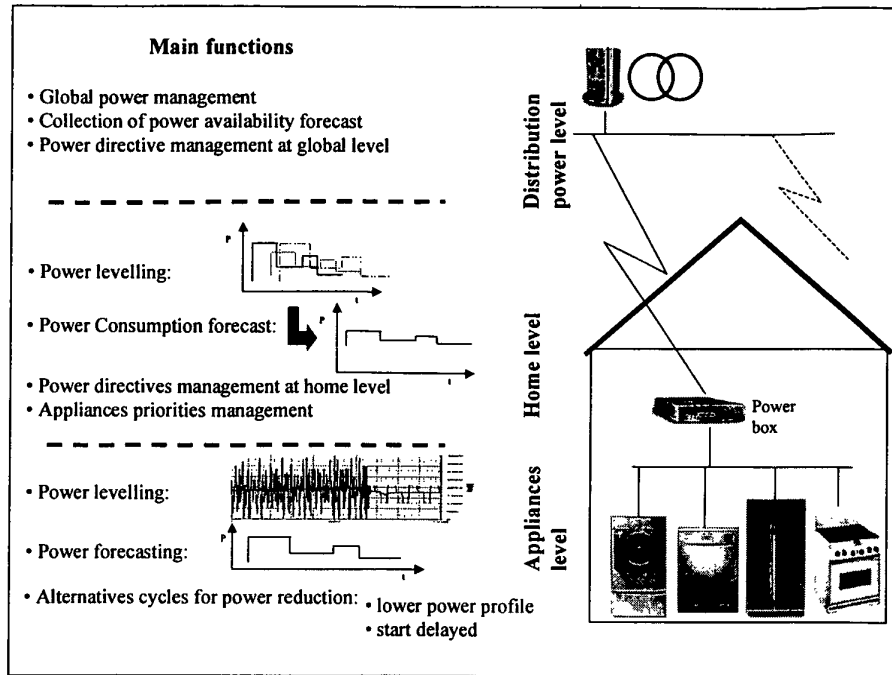 Main functions
• Global power management
• Collection of power availability forecast
• Power directive management at global level
• Power levelling:
P
t
• Power Consumption forecast:
P
t
• Power directives management at home level
• Appliances priorities management
• Power levelling:
• Power forecasting:
P
t
• Alternatives cycles for power reduction:
• lower power profile
• start delayed
Distribution
power level
Home level
Power
box
Appliances
level